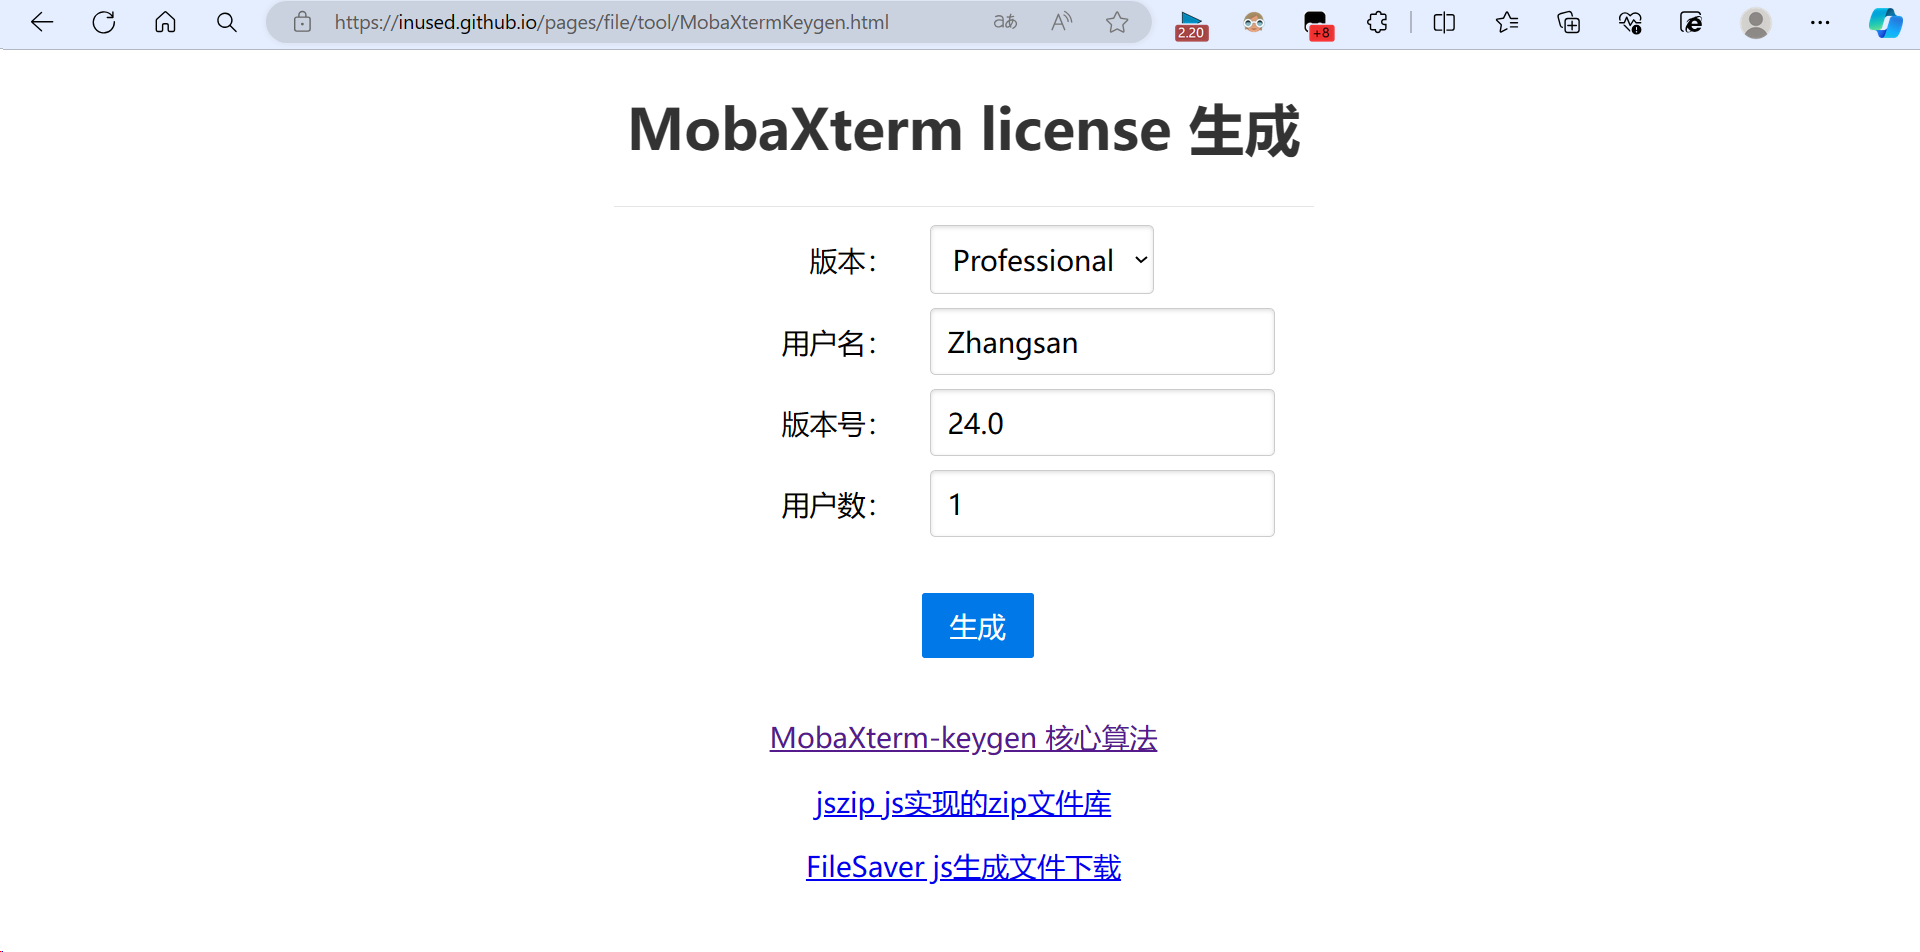 https://inused.github.io/pages/file/tool/MobaXtermKeygen.html
2.20
+8
MobaXterm license 生成
版本：
Professional
用户名：
Zhangsan
版本号：
24.0
用户数：
1
生成
MobaXterm-keygen 核心算法
jszip js实现的zip文件库
FileSaver js生成文件下载